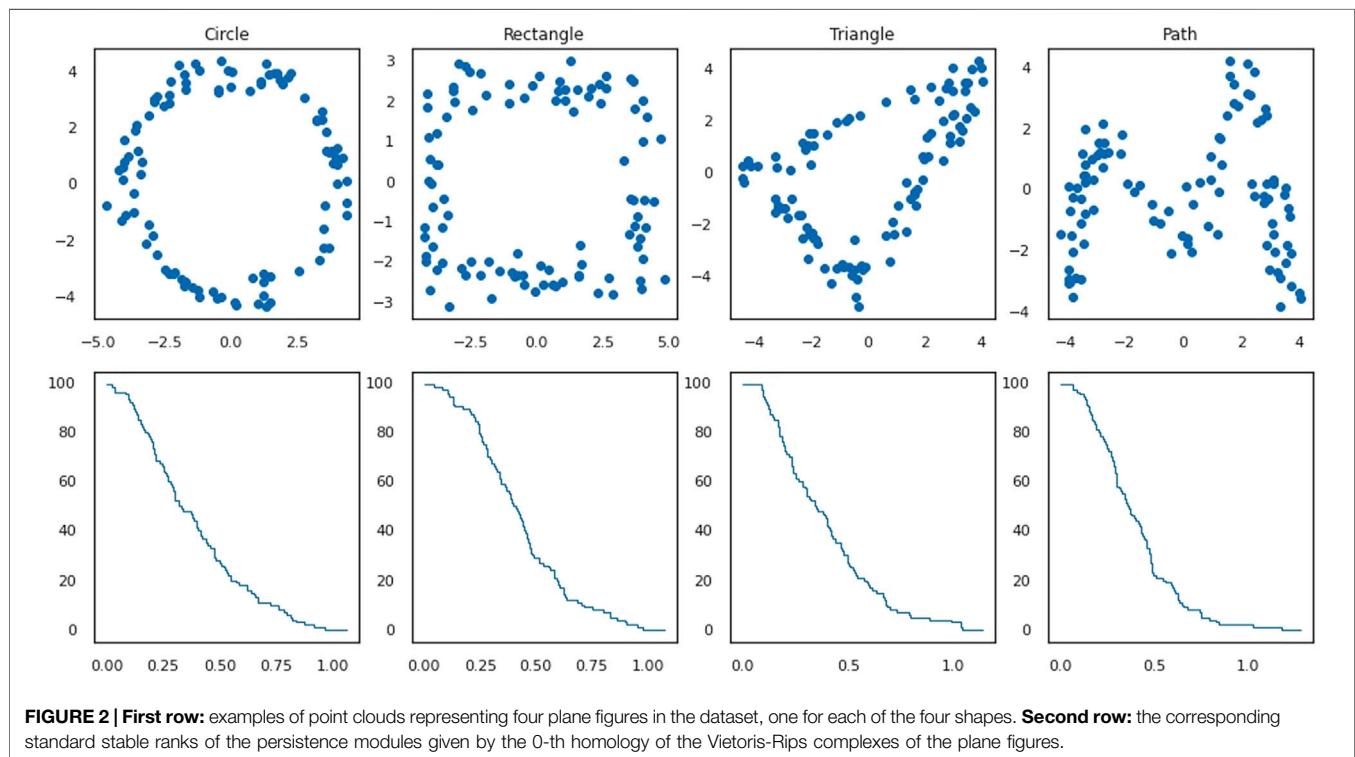 Circle Rectangle Triangle Path
4 2 0 −2 −4
−5.0 −2.5 0.0 2.5
3 2 1 0 −1 −2 −3
−2.5 0.0 2.5 5.0
4 2 0 −2 −4
−4 −2 0 2 4
4 2 0 −2 −4
−4 −2 0 2 4
100 80 60 40 20 0
0.00 0.25 0.50 0.75 1.00
100 80 60 40 20 0
0.00 0.25 0.50 0.75 1.00
100 80 60 40 20 0
0.0 0.5 1.0
100 80 60 40 20 0
0.0 0.5 1.0
FIGURE 2 | First row: examples of point clouds representing four plane figures in the dataset, one for each of the four shapes. Second row: the corresponding
standard stable ranks of the persistence modules given by the 0-th homology of the Vietoris-Rips complexes of the plane figures.